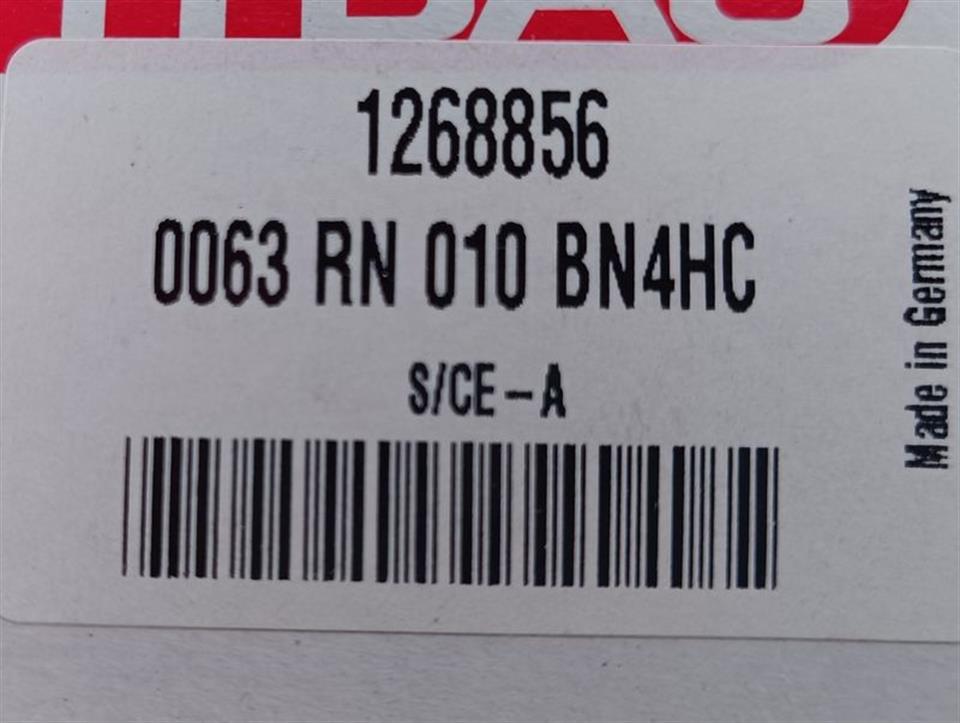 1268856
0063 RN 010 BN4HC
S/CE-A
Made in Germany